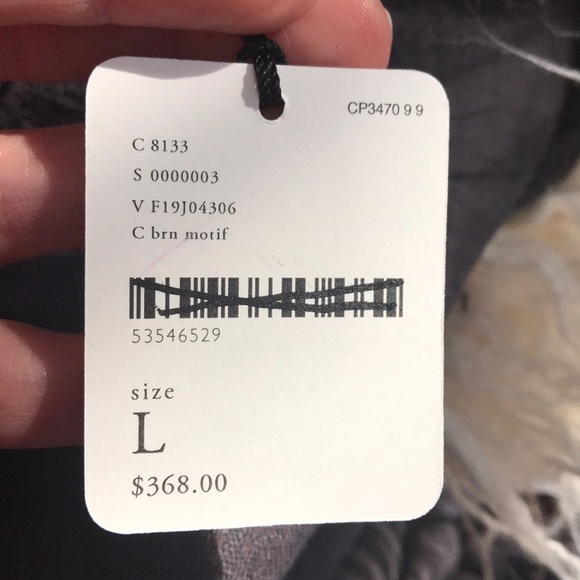 CP3470 9 9
C 8133
S 0000003
V F19J04306
C brn motif
53546529
size
L
$368.00